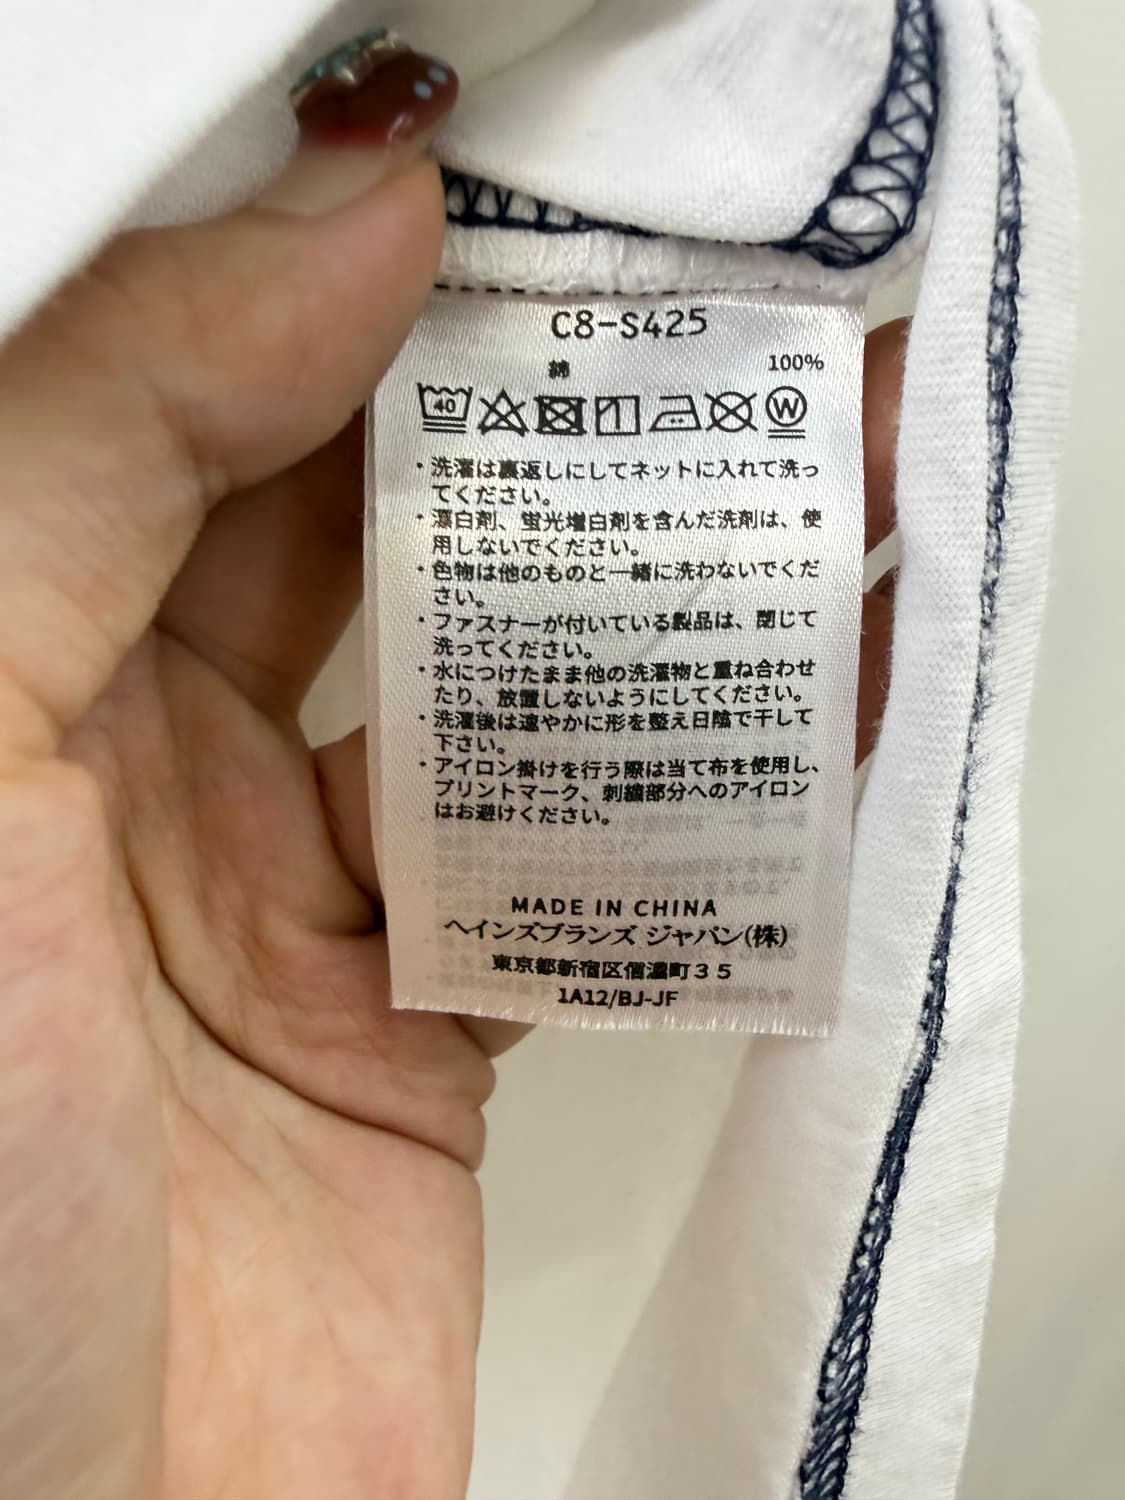 C8-S425
綿 100%
40
W
・洗濯は裏返しにしてネットに入れて洗っ
てください。
・漂白剤、蛍光増白剤を含んだ洗剤は、使
用しないでください。
・色物は他のものと一緒に洗わないでくだ
さい。
・ファスナーが付いている製品は、閉じて
洗ってください。
・水につけたまま他の洗濯物と重ね合わせ
たり、放置しないようにしてください。
・洗濯後は速やかに形を整え日陰で干して
下さい。
・アイロン掛けを行う際は当て布を使用し、
プリントマーク、刺繍部分へのアイロン
はお避けください。
MADE IN CHINA
ヘインズブランズ ジャパン(株)
東京都新宿区信濃町35
1A12/BJ-JF